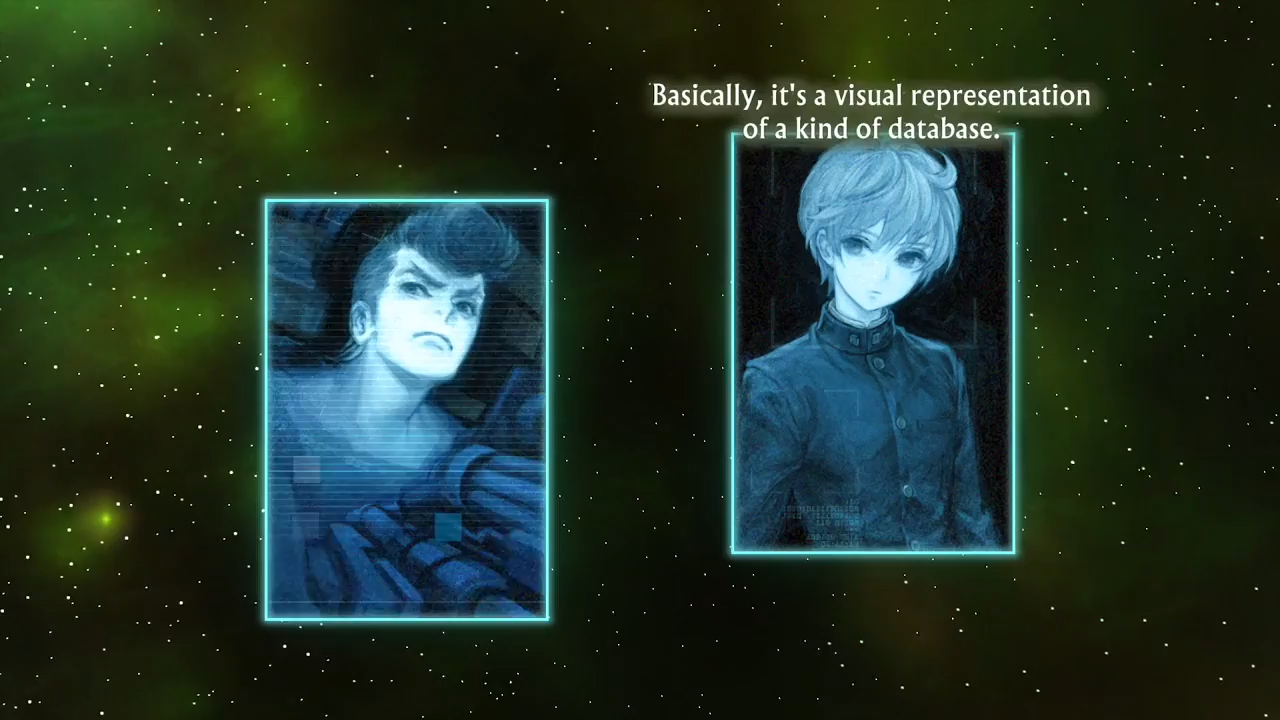 Basically, it's a visual representation
of a kind of database.